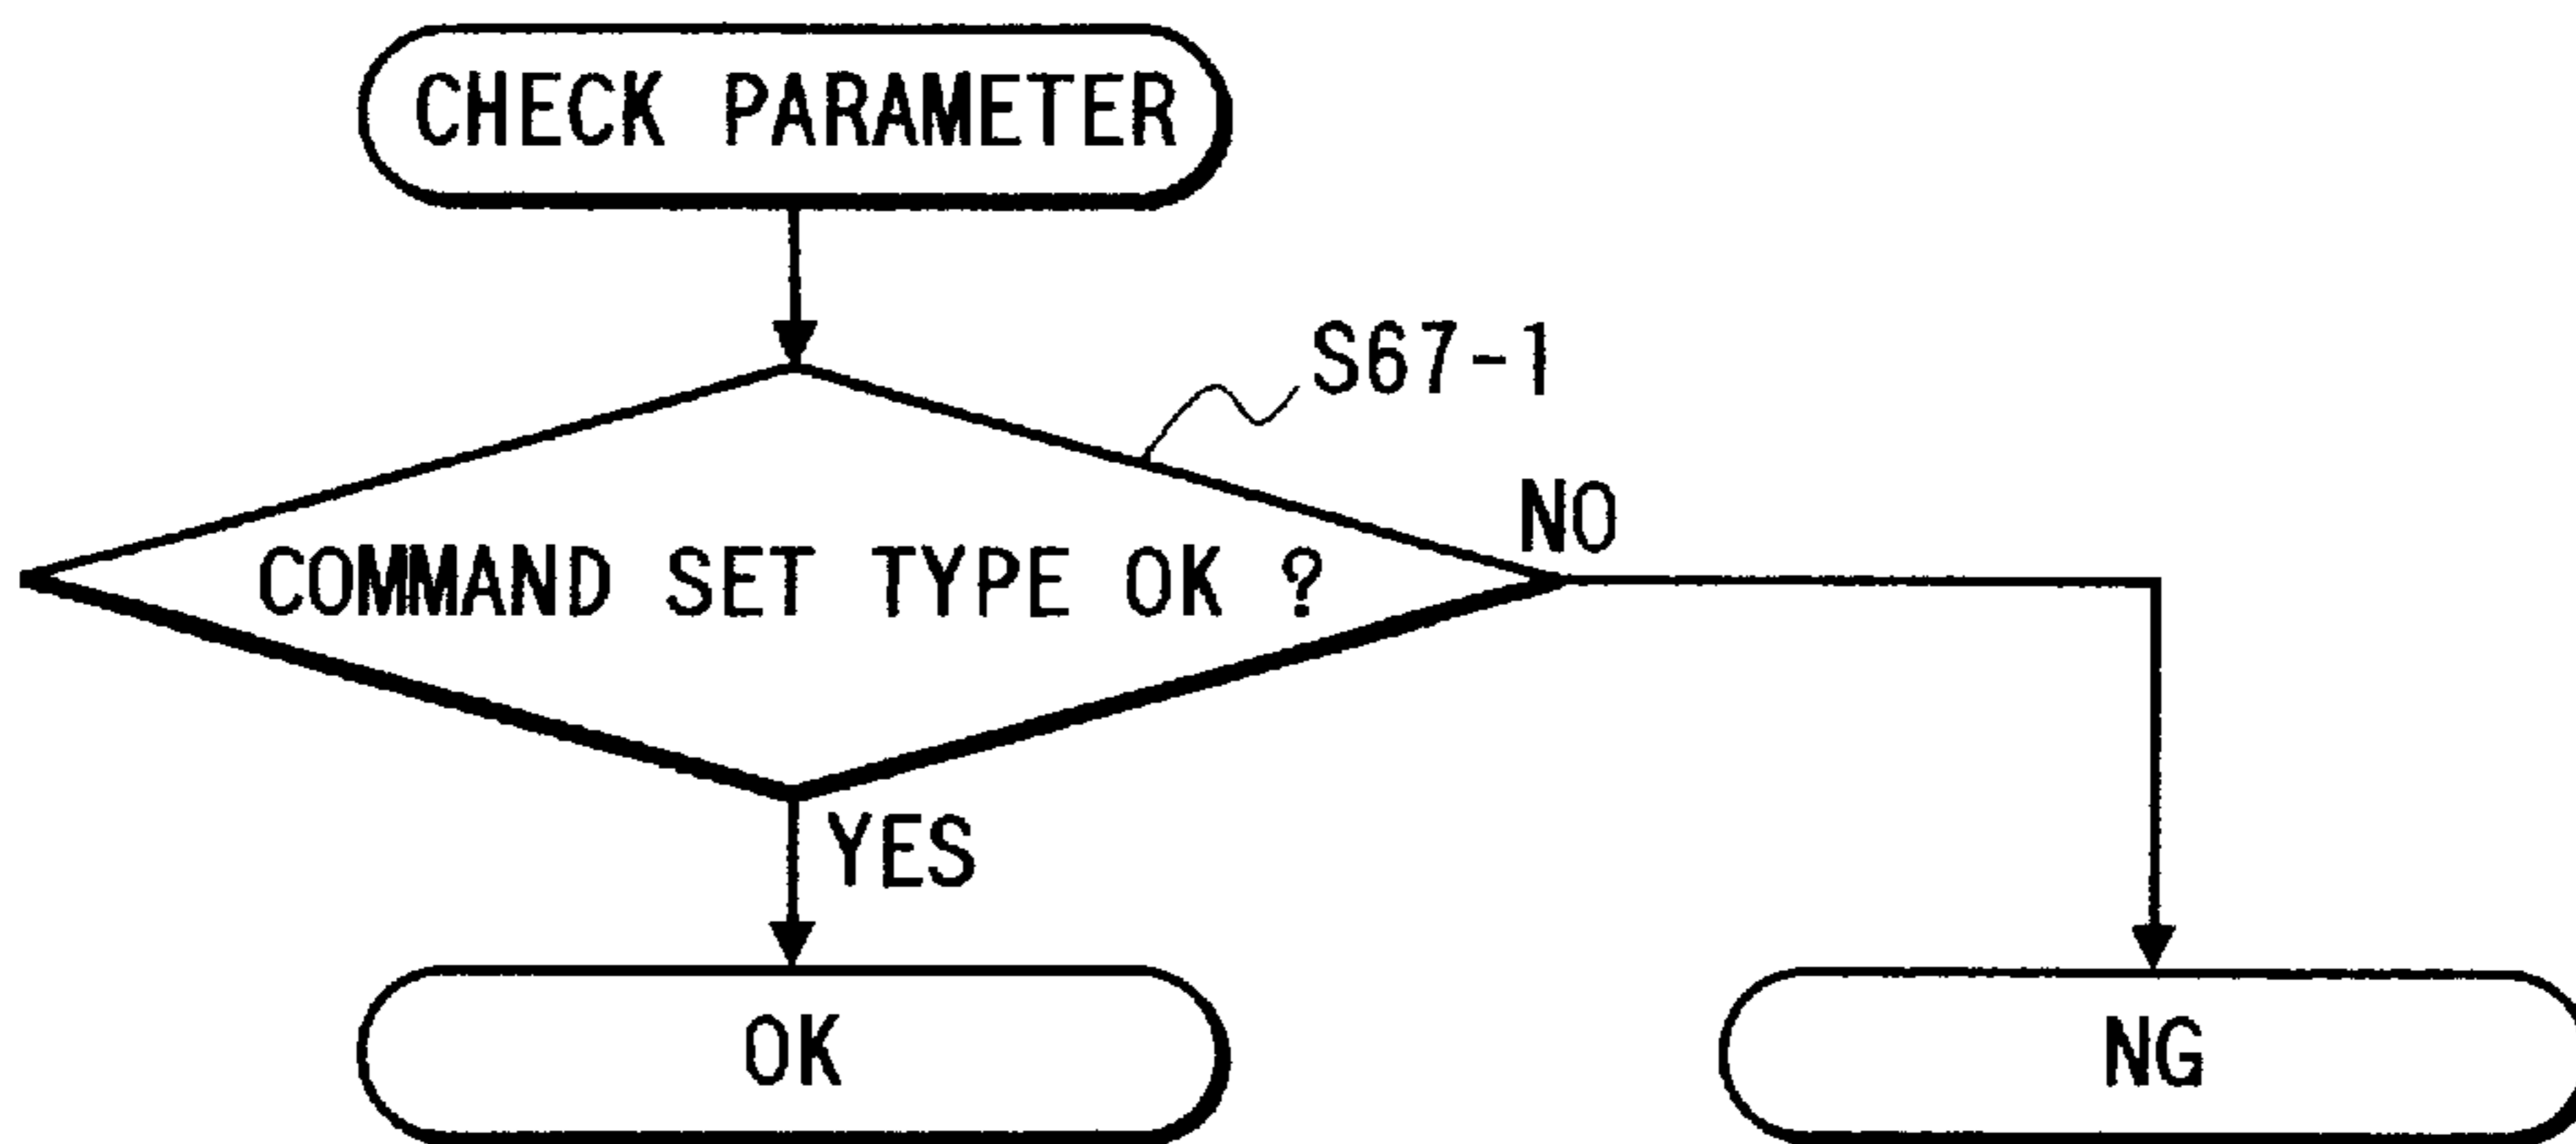 CHECK PARAMETER
S67-1
NO
COMMAND SET TYPE OK ?
YES
OK
NG